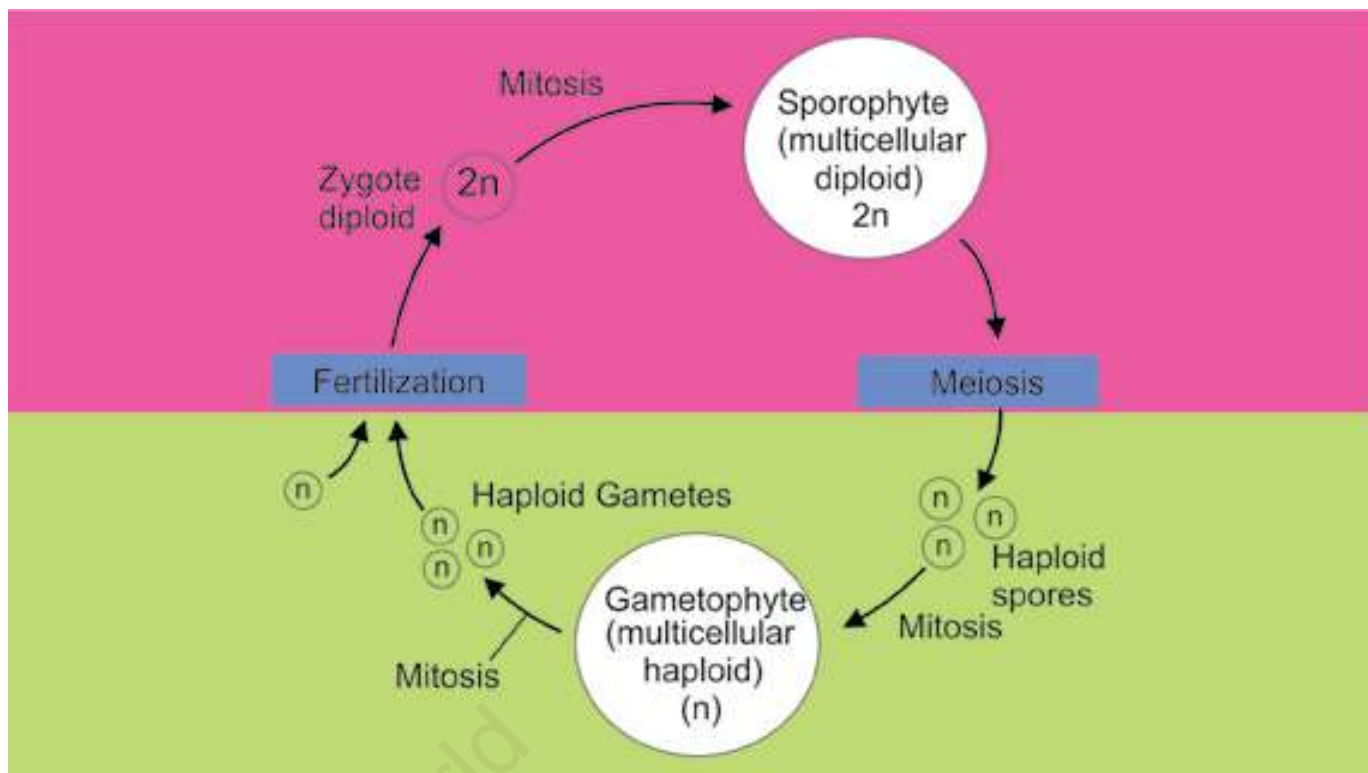 Mitosis
Sporophyte
(multicellular
diploid)
2n
Zygote
diploid
2n
Fertilization
Meiosis
n
Haploid Gametes
n
n
n
n
n
n
Haploid
spores
Mitosis
Gametophyte
(multicellular
haploid)
(n)
Mitosis